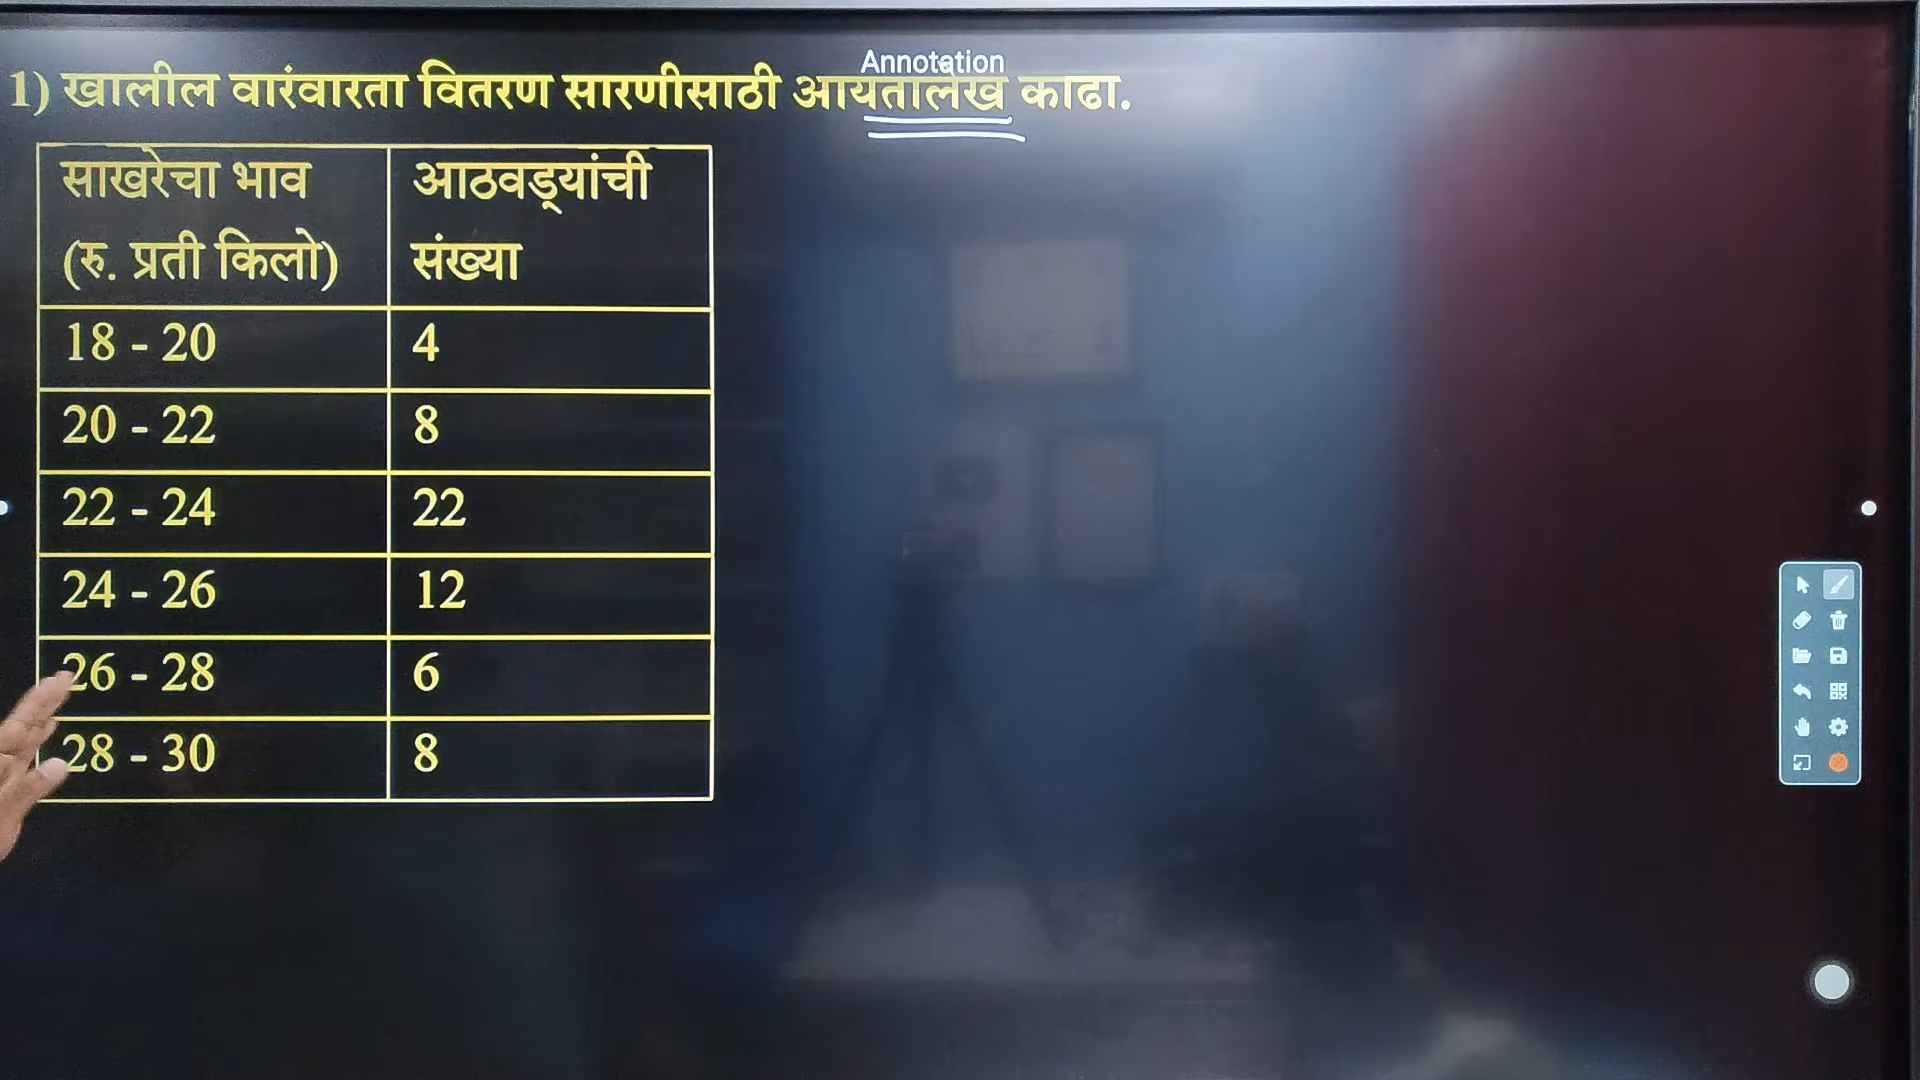 Annotation
1) खालील वारंवारता वितरण सारणीसाठी आयतालेख काढा.
साखरेचा भाव
(रु. प्रती किलो)
आठवड्यांची
संख्या
18 - 20 4
20 - 22 8
22 - 24 22
24 - 26 12
26 - 28 6
28 - 30 8